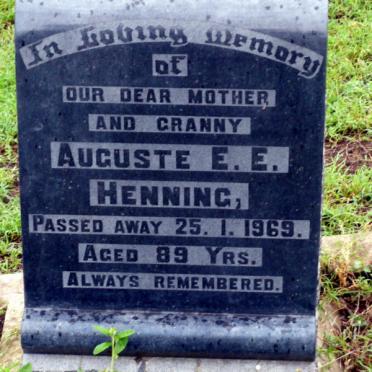 In Loving Memory
of
OUR DEAR MOTHER
AND GRANNY
AUGUSTE E. E.
HENNING,
PASSED AWAY 25. 1. 1969.
AGED 89 YRS.
ALWAYS REMEMBERED.